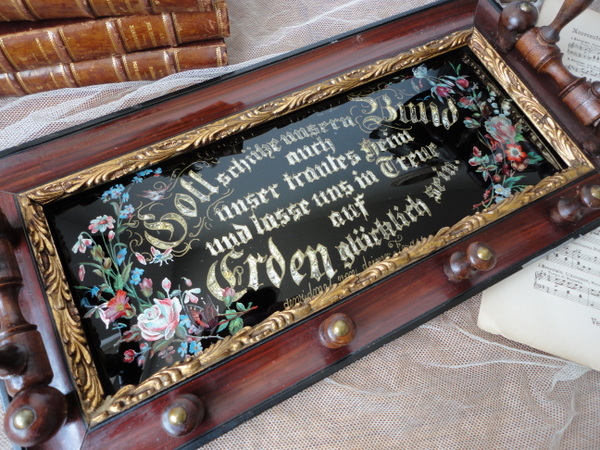 Gott schütze unsern Bund
auch
unser trautes Heim
und lasse uns in Treue
auf
Erden glücklich sein.